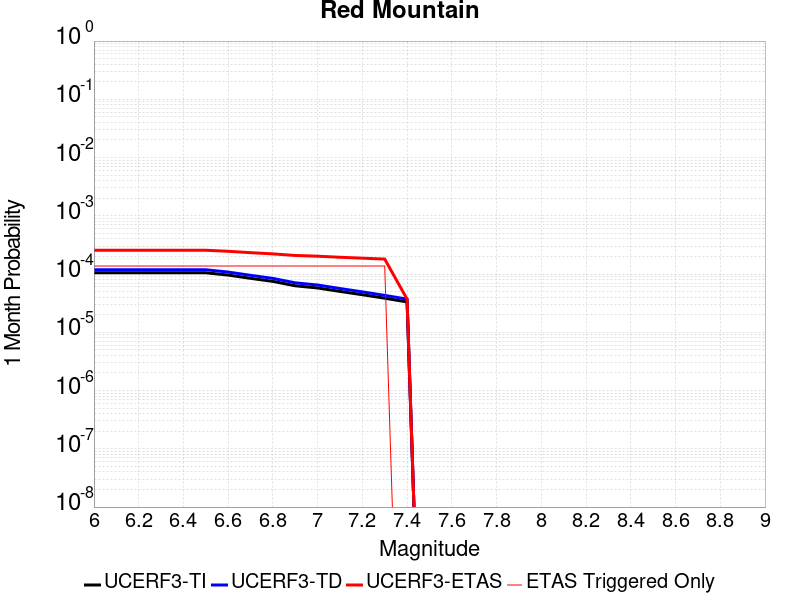 Red Mountain
10^0
10^-1
10^-2
10^-3
10^-4
10^-5
10^-6
10^-7
10^-8
1 Month Probability
6 6.2 6.4 6.6 6.8 7 7.2 7.4 7.6 7.8 8 8.2 8.4 8.6 8.8 9
Magnitude
UCERF3-TI UCERF3-TD UCERF3-ETAS ETAS Triggered Only